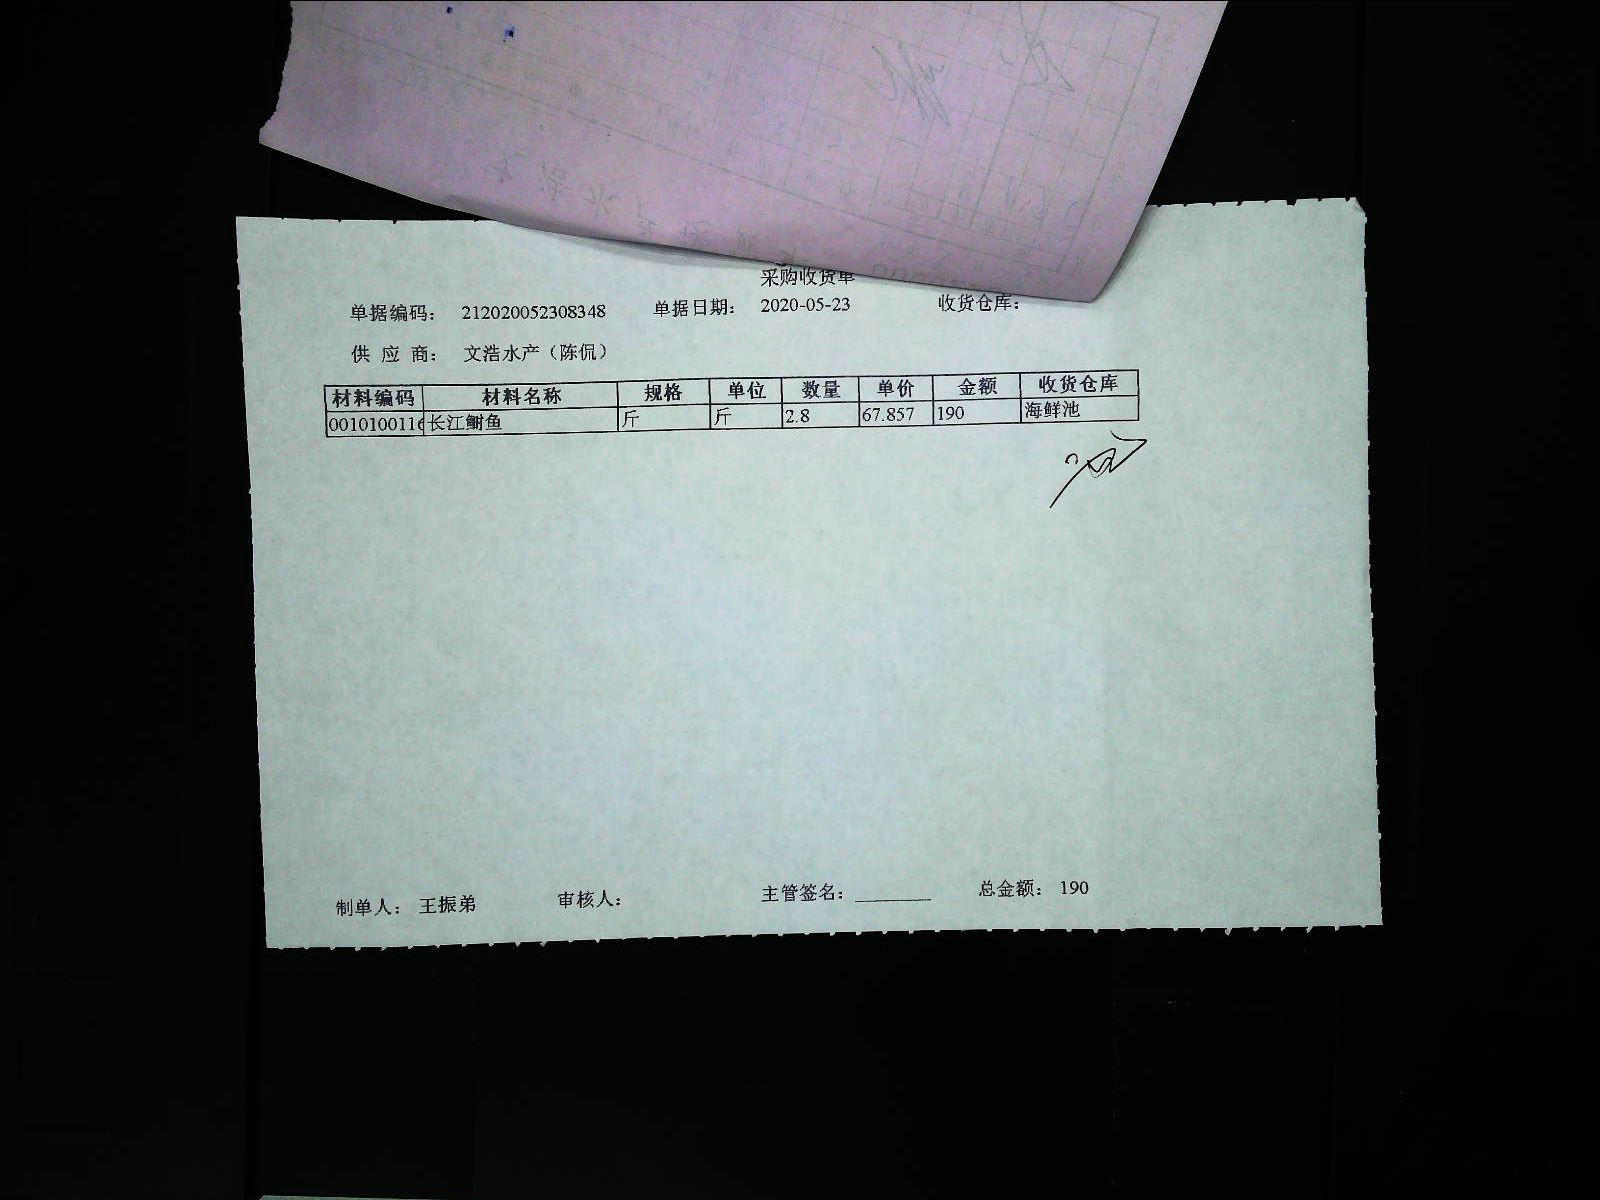 采购收货单
单据编码： 212020052308348 单据日期： 2020-05-23 收货仓库：
供 应 商： 文浩水产（陈侃）
材料编码 材料名称 规格 单位 数量 单价 金额 收货仓库
0010100116 长江鲥鱼 斤 斤 2.8 67.857 190 海鲜池
制单人： 王振弟 审核人： 主管签名：________ 总金额： 190